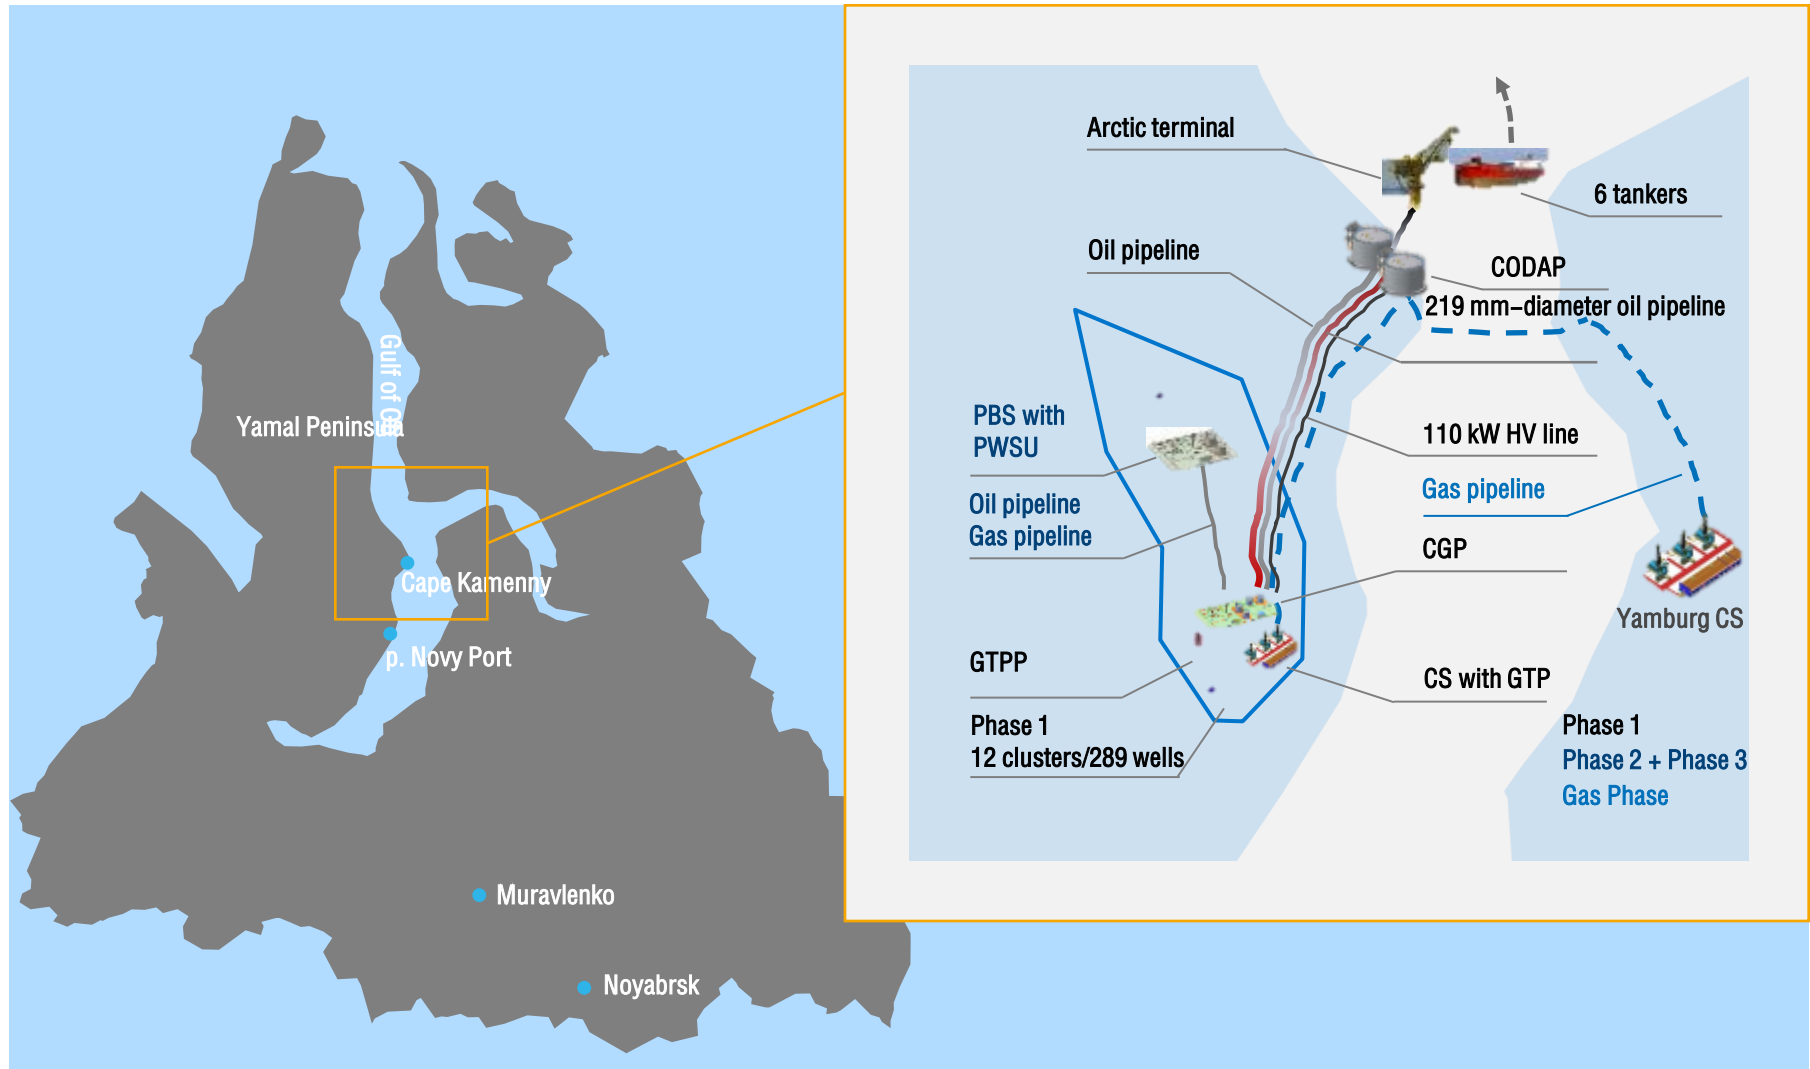 Gulf of
Yamal Peninsula
Cape Kamenny
p. Novy Port
Muravlenko
Noyabrsk
Arctic terminal
6 tankers
Oil pipeline
CODAP
219 mm–diameter oil pipeline
PBS with
PWSU
110 kW HV line
Oil pipeline
Gas pipeline
Gas pipeline
CGP
Yamburg CS
GTPP
CS with GTP
Phase 1
12 clusters/289 wells
Phase 1
Phase 2 + Phase 3
Gas Phase